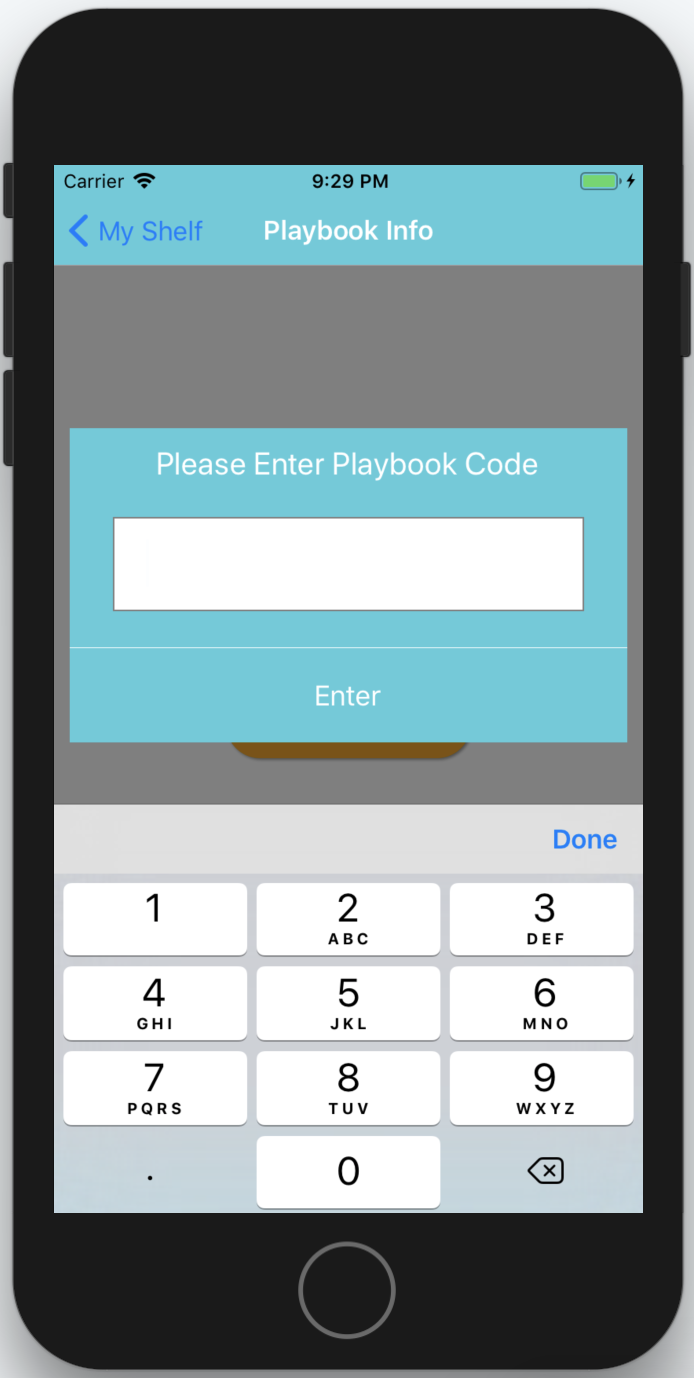 Carrier 9:29 PM
My Shelf Playbook Info
Please Enter Playbook Code
Enter
Done
1 2 3
ABC DEF
4 5 6
GHI JKL MNO
7 8 9
PQRS TUV WXYZ
. 0